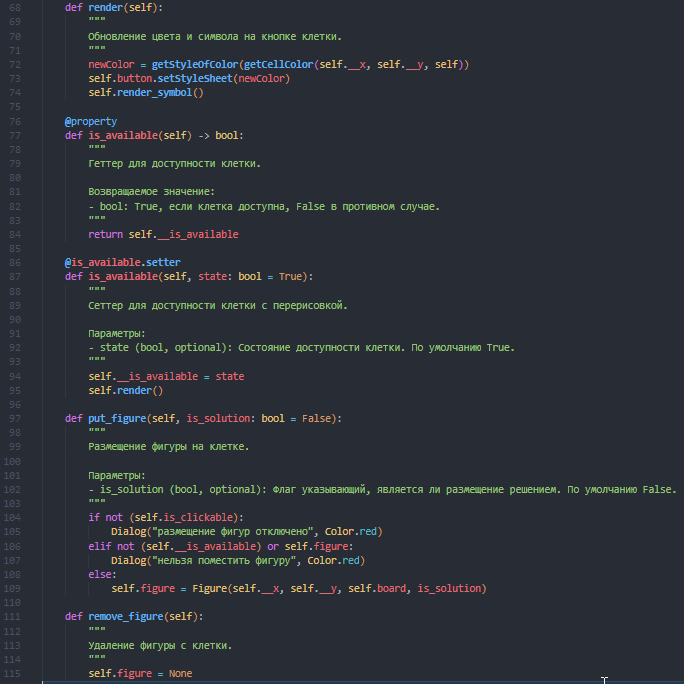 68 def render(self):
69 """
70 Обновление цвета и символа на кнопке клетки.
71 """
72 newColor = getStyleOfColor(getCellColor(self.__x, self.__y, self))
73 self.button.setStyleSheet(newColor)
74 self.render_symbol()
75
76 @property
77 def is_available(self) -> bool:
78 """
79 Геттер для доступности клетки.
80
81 Возвращаемое значение:
82 - bool: True, если клетка доступна, False в противном случае.
83 """
84 return self.__is_available
85
86 @is_available.setter
87 def is_available(self, state: bool = True):
88 """
89 Сеттер для доступности клетки с перерисовкой.
90
91 Параметры:
92 - state (bool, optional): Состояние доступности клетки. По умолчанию True.
93 """
94 self.__is_available = state
95 self.render()
96
97 def put_figure(self, is_solution: bool = False):
98 """
99 Размещение фигуры на клетке.
100
101 Параметры:
102 - is_solution (bool, optional): Флаг указывающий, является ли размещение решением. По умолчанию False.
103 """
104 if not (self.is_clickable):
105 Dialog("размещение фигур отключено", Color.red)
106 elif not (self.__is_available) or self.figure:
107 Dialog("нельзя поместить фигуру", Color.red)
108 else:
109 self.figure = Figure(self.__x, self.__y, self.board, is_solution)
110
111 def remove_figure(self):
112 """
113 Удаление фигуры с клетки.
114 """
115 self.figure = None